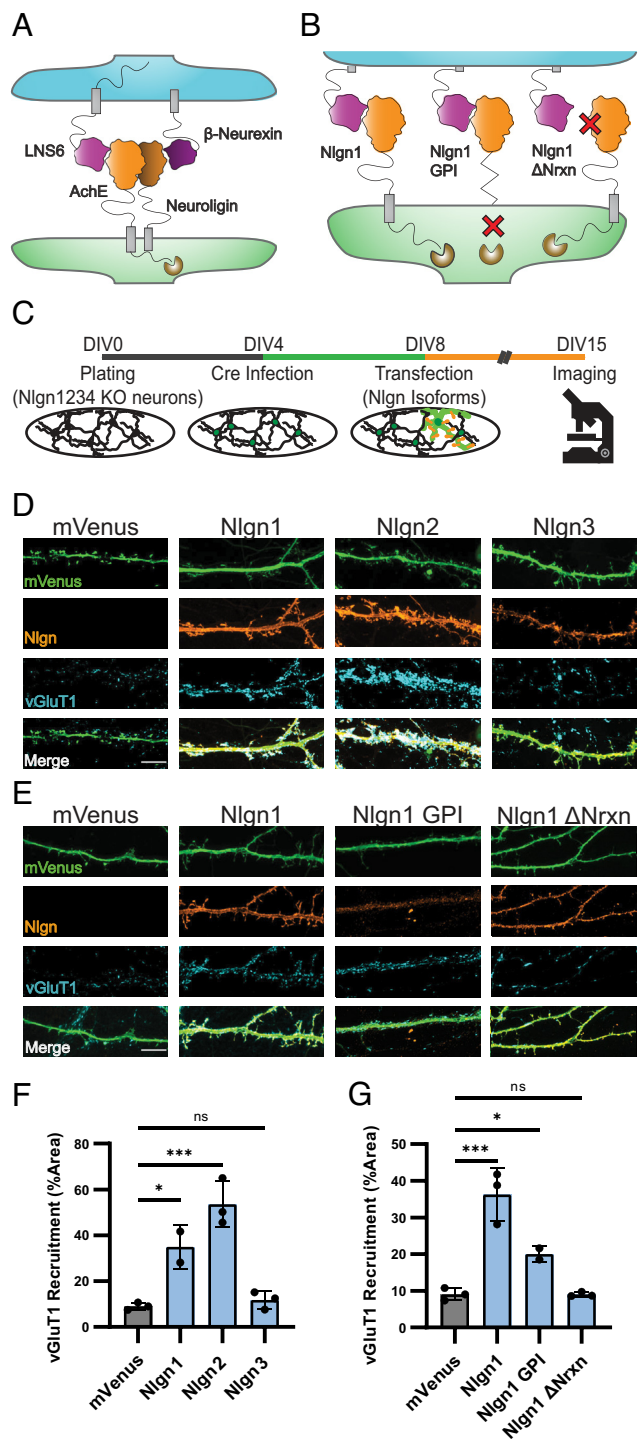 A
LNS6
β-Neurexin
AchE
Neuroligin
B
Nlgn1
Nlgn1
GPI
Nlgn1
ΔNrxn
C
DIV0 DIV4 DIV8 DIV15
Plating
(Nlgn1234 KO neurons)
Cre Infection
Transfection
(Nlgn Isoforms)
Imaging
D
mVenus Nlgn1 Nlgn2 Nlgn3
mVenus
Nlgn
vGluT1
Merge
E
mVenus Nlgn1 Nlgn1 GPI Nlgn1 ΔNrxn
mVenus
Nlgn
vGluT1
Merge
F
vGluT1 Recruitment (%Area)
80
60
40
20
0
ns
***
*
mVenus
Nlgn1
Nlgn2
Nlgn3
G
vGluT1 Recruitment (%Area)
50
40
30
20
10
0
ns
*
***
mVenus
Nlgn1
Nlgn1 GPI
Nlgn1 ΔNrxn